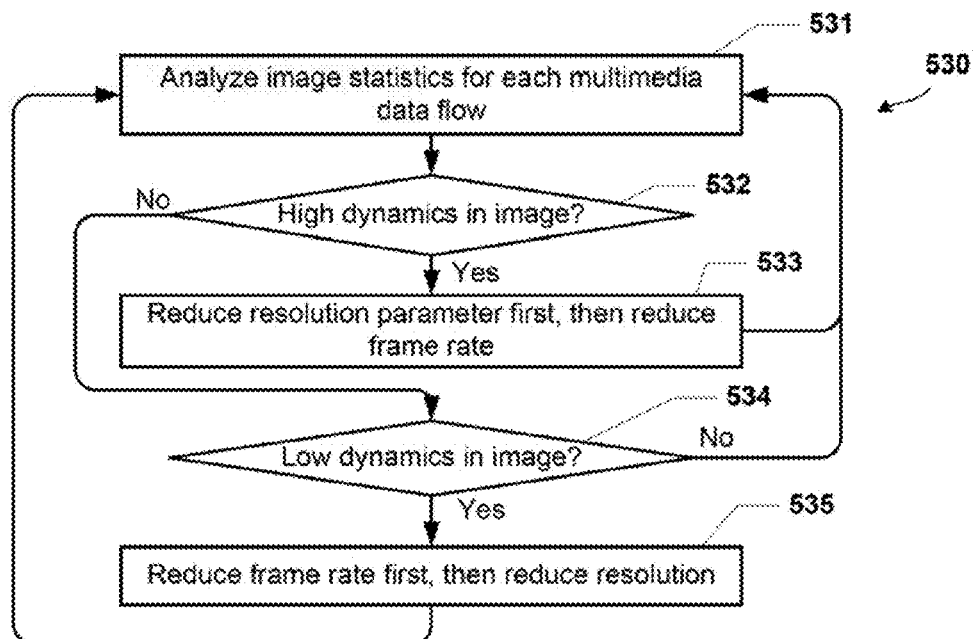 531
530
Analyze image statistics for each multimedia
data flow
532
No
High dynamics in image?
Yes
533
Reduce resolution parameter first, then reduce
frame rate
534
No
Low dynamics in image?
Yes
535
Reduce frame rate first, then reduce resolution